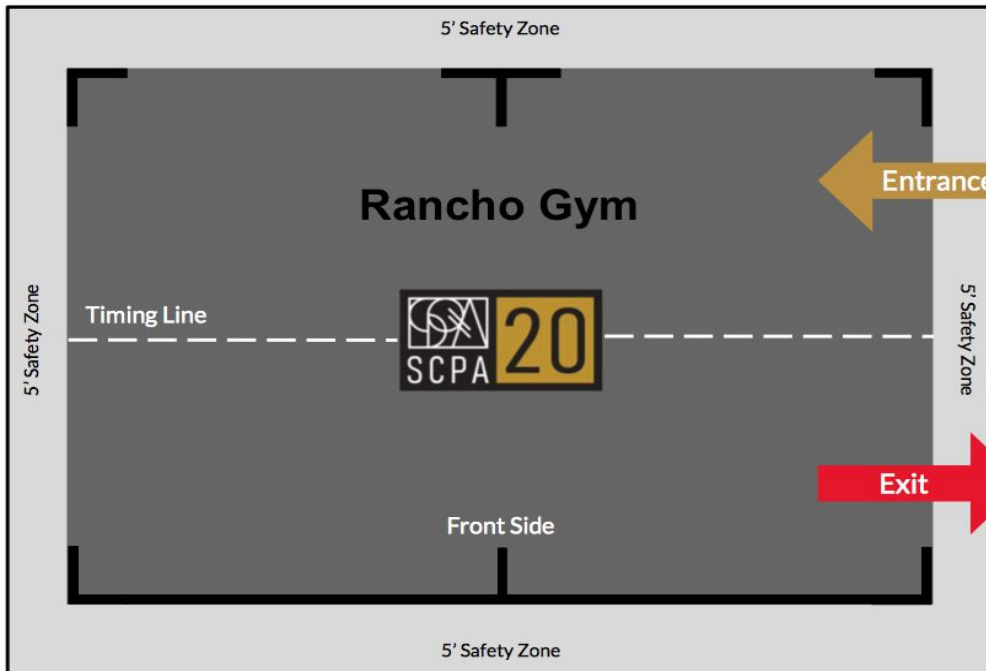 5' Safety Zone
Rancho Gym
Entrance
5' Safety Zone
Timing Line
SCPA
20
5' Safety Zone
Exit
Front Side
5' Safety Zone